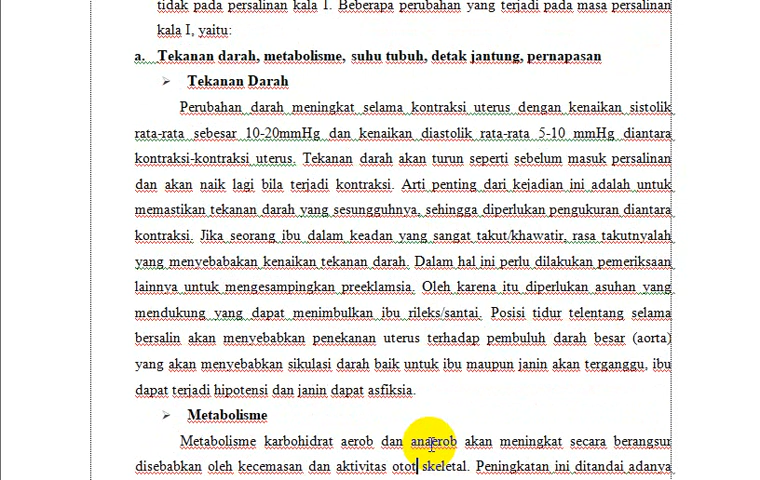 tidak pada persalinan kala I. Beberapa perubahan yang terjadi pada masa persalinan
kala I, yaitu:
a. Tekanan darah, metabolisme, suhu tubuh, detak jantung, pernapasan
➢ Tekanan Darah
Perubahan darah meningkat selama kontraksi uterus dengan kenaikan sistolik
rata-rata sebesar 10-20mmHg dan kenaikan diastolik rata-rata 5-10 mmHg diantara
kontraksi-kontraksi uterus. Tekanan darah akan turun seperti sebelum masuk persalinan
dan akan naik lagi bila terjadi kontraksi. Arti penting dari kejadian ini adalah untuk
memastikan tekanan darah yang sesungguhnya, sehingga diperlukan pengukuran diantara
kontraksi. Jika seorang ibu dalam keadan yang sangat takut/khawatir, rasa takutnyalah
yang menyebabakan kenaikan tekanan darah. Dalam hal ini perlu dilakukan pemeriksaan
lainnya untuk mengesampingkan preeklamsia. Oleh karena itu diperlukan asuhan yang
mendukung yang dapat menimbulkan ibu rileks/santai. Posisi tidur telentang selama
bersalin akan menyebabkan penekanan uterus terhadap pembuluh darah besar (aorta)
yang akan menyebabkan sikulasi darah baik untuk ibu maupun janin akan terganggu, ibu
dapat terjadi hipotensi dan janin dapat asfiksia.
➢ Metabolisme
Metabolisme karbohidrat aerob dan anaerob akan meningkat secara berangsur
disebabkan oleh kecemasan dan aktivitas otot skeletal. Peningkatan ini ditandai adanya